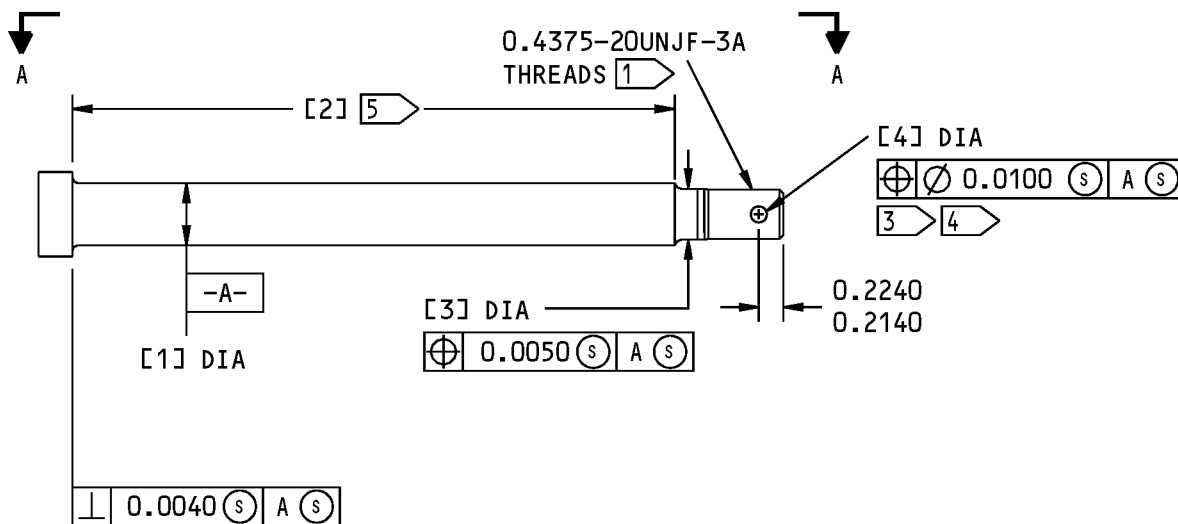 A
A
0.4375-20UNJF-3A
THREADS 1
[2] 5
[4] DIA
⌖ ⌀ 0.0100 Ⓢ A Ⓢ
3 4
-A-
0.2240
0.2140
[3] DIA
⌖ 0.0050 Ⓢ A Ⓢ
[1] DIA
⊥ 0.0040 Ⓢ A Ⓢ